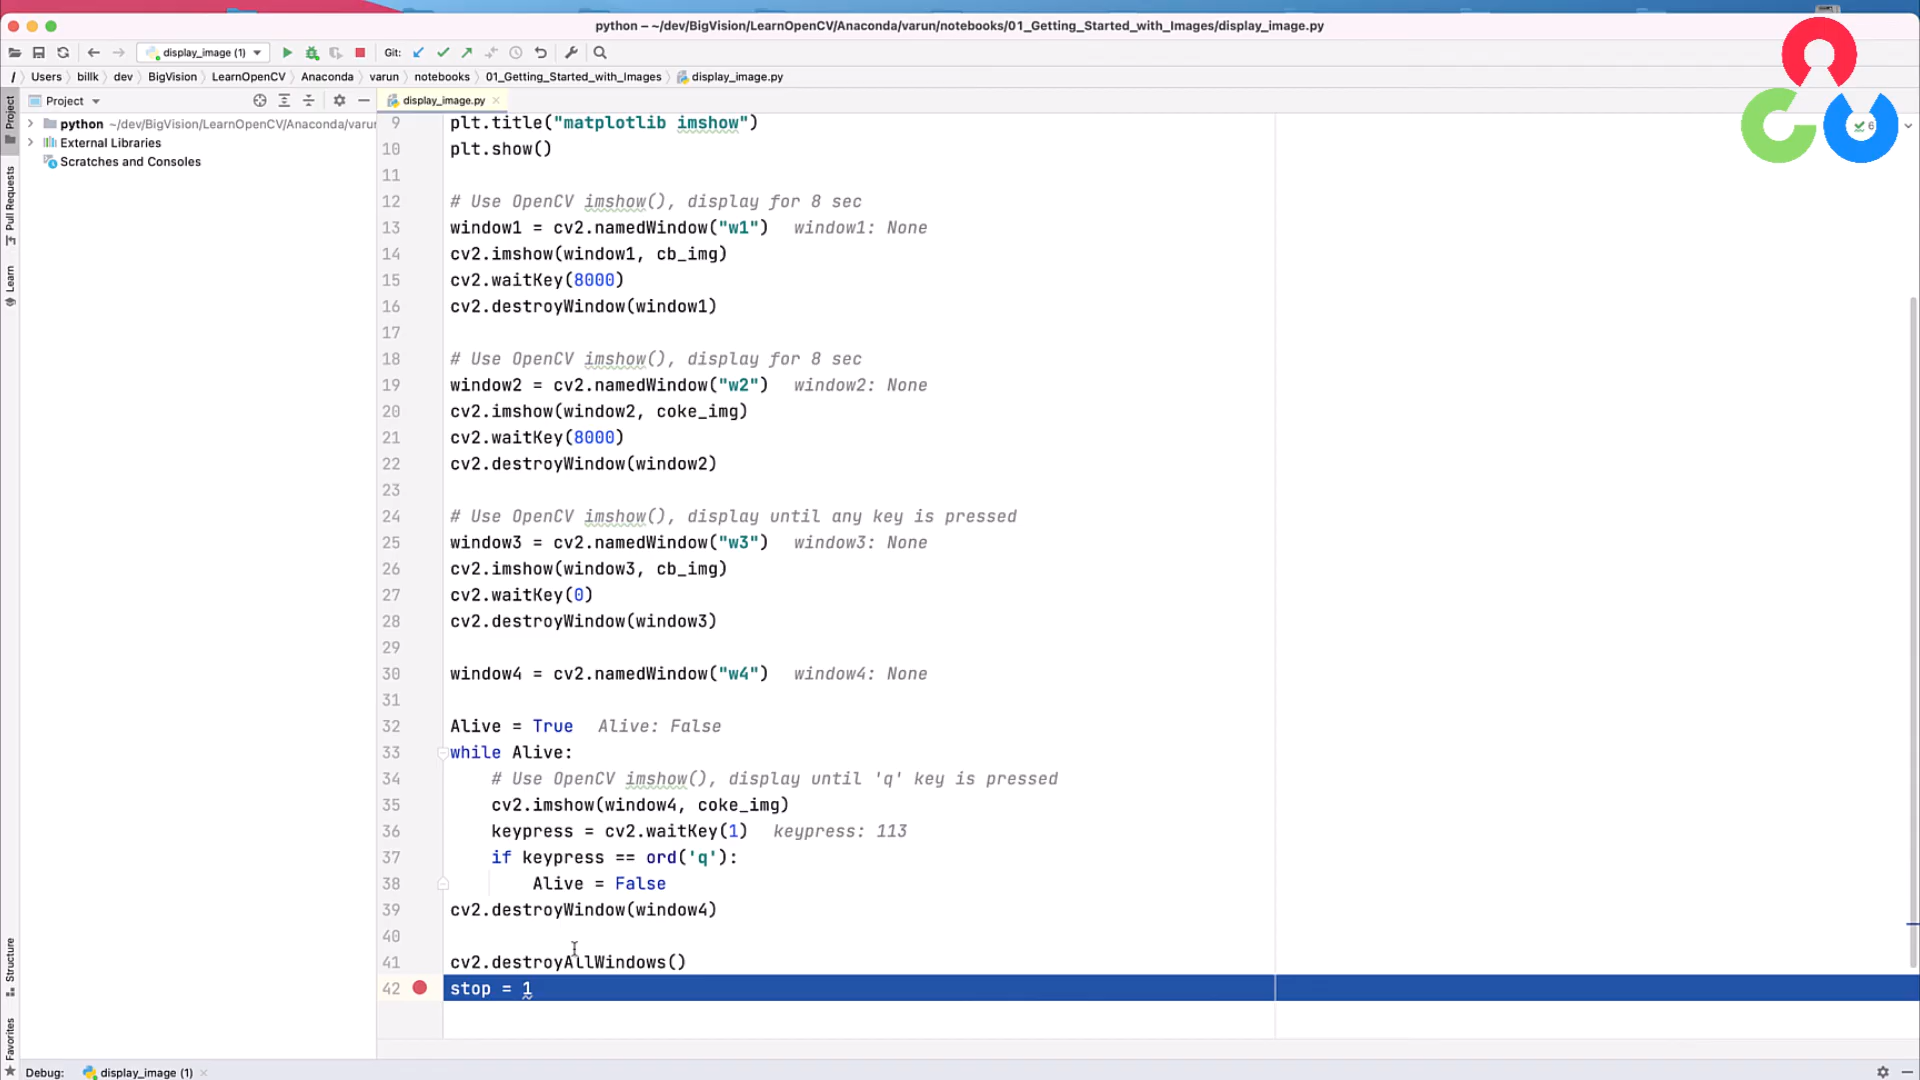 python – ~/dev/BigVision/LearnOpenCV/Anaconda/varun/notebooks/01_Getting_Started_with_Images/display_image.py
display_image (1)
Git:
/ Users billk dev BigVision LearnOpenCV Anaconda varun notebooks 01_Getting_Started_with_Images display_image.py
Project
display_image.py
python ~/dev/BigVision/LearnOpenCV/Anaconda/varun
External Libraries
Scratches and Consoles
Project
Pull Requests
Learn
Structure
Favorites
6
9 plt.title("matplotlib imshow")
10 plt.show()
11
12 # Use OpenCV imshow(), display for 8 sec
13 window1 = cv2.namedWindow("w1") window1: None
14 cv2.imshow(window1, cb_img)
15 cv2.waitKey(8000)
16 cv2.destroyWindow(window1)
17
18 # Use OpenCV imshow(), display for 8 sec
19 window2 = cv2.namedWindow("w2") window2: None
20 cv2.imshow(window2, coke_img)
21 cv2.waitKey(8000)
22 cv2.destroyWindow(window2)
23
24 # Use OpenCV imshow(), display until any key is pressed
25 window3 = cv2.namedWindow("w3") window3: None
26 cv2.imshow(window3, cb_img)
27 cv2.waitKey(0)
28 cv2.destroyWindow(window3)
29
30 window4 = cv2.namedWindow("w4") window4: None
31
32 Alive = True Alive: False
33 while Alive:
34 # Use OpenCV imshow(), display until 'q' key is pressed
35 cv2.imshow(window4, coke_img)
36 keypress = cv2.waitKey(1) keypress: 113
37 if keypress == ord('q'):
38 Alive = False
39 cv2.destroyWindow(window4)
40
41 cv2.destroyAllWindows()
42 stop = 1
Debug: display_image (1)